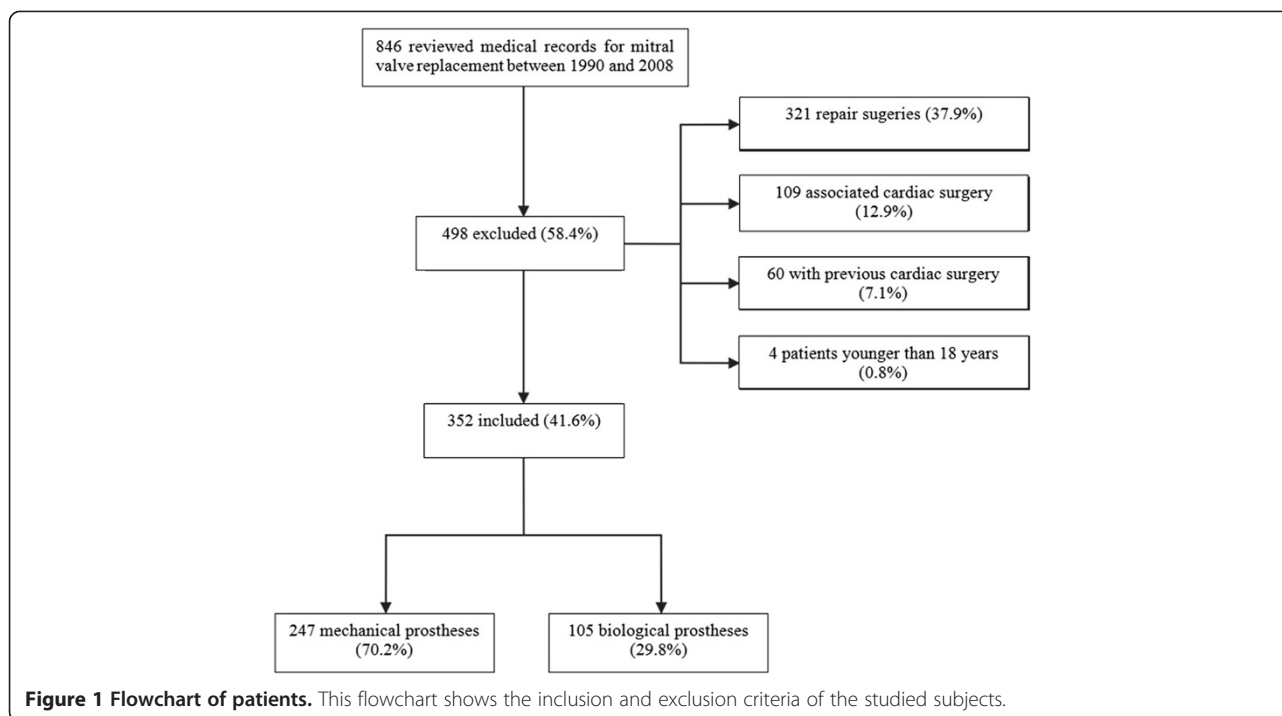 846 reviewed medical records for mitral
valve replacement between 1990 and 2008
321 repair sugeries (37.9%)
109 associated cardiac surgery
(12.9%)
498 excluded (58.4%)
60 with previous cardiac surgery
(7.1%)
4 patients younger than 18 years
(0.8%)
352 included (41.6%)
247 mechanical prostheses
(70.2%)
105 biological prostheses
(29.8%)
Figure 1 Flowchart of patients. This flowchart shows the inclusion and exclusion criteria of the studied subjects.